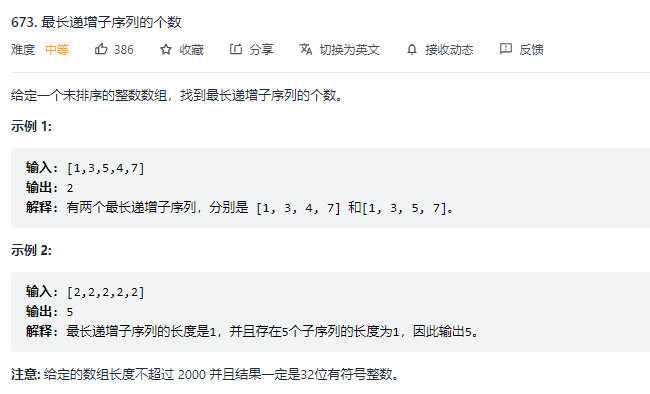 673. 最长递增子序列的个数
难度 中等 386 收藏 分享 切换为英文 接收动态 反馈
给定一个未排序的整数数组，找到最长递增子序列的个数。
示例 1:
输入: [1,3,5,4,7]
输出: 2
解释: 有两个最长递增子序列，分别是 [1, 3, 4, 7] 和[1, 3, 5, 7]。
示例 2:
输入: [2,2,2,2,2]
输出: 5
解释: 最长递增子序列的长度是1，并且存在5个子序列的长度为1，因此输出5。
注意: 给定的数组长度不超过 2000 并且结果一定是32位有符号整数。